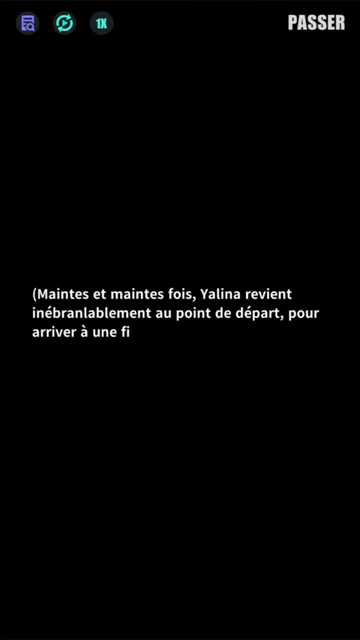 1X
PASSER
(Maintes et maintes fois, Yalina revient
inébranlablement au point de départ, pour
arriver à une fi